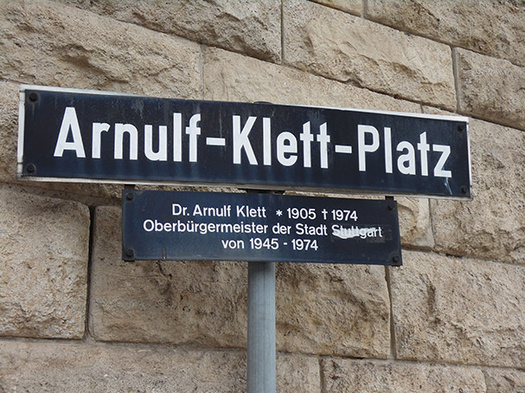 Arnulf-Klett-Platz
Dr. Arnulf Klett * 1905 † 1974
Oberbürgermeister der Stadt Stuttgart
von 1945 - 1974